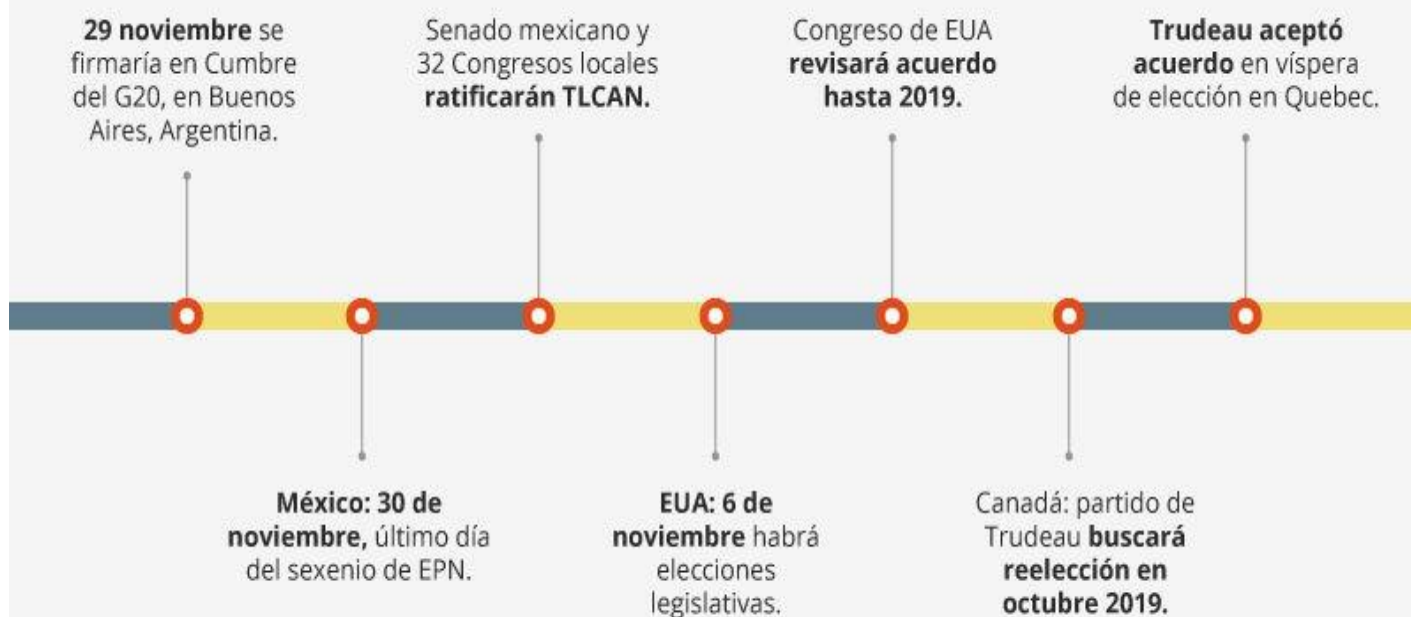 29 noviembre se
firmaría en Cumbre
del G20, en Buenos
Aires, Argentina.
México: 30 de
noviembre, último día
del sexenio de EPN.
Senado mexicano y
32 Congresos locales
ratificarán TLCAN.
EUA: 6 de
noviembre habrá
elecciones
legislativas.
Congreso de EUA
revisará acuerdo
hasta 2019.
Canadá: partido de
Trudeau buscará
reelección en
octubre 2019.
Trudeau aceptó
acuerdo en víspera
de elección en Quebec.